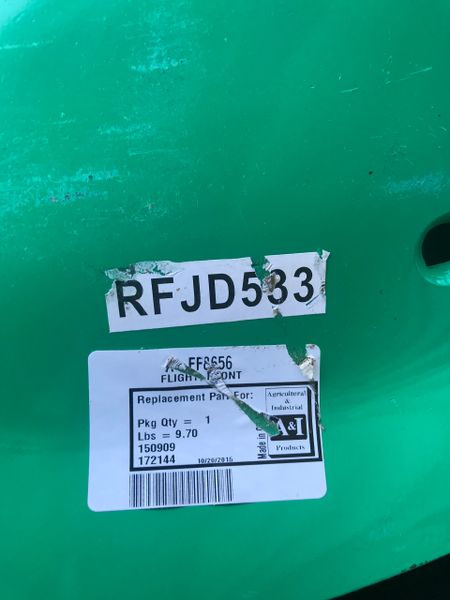 RFJD533
FF8656
FLIGHT, FRONT
Replacement Part For:
Pkg Qty = 1
Lbs = 9.70
150909
172144
10/20/2015
Made in
Agricultural
&
Industrial
A&I
Products